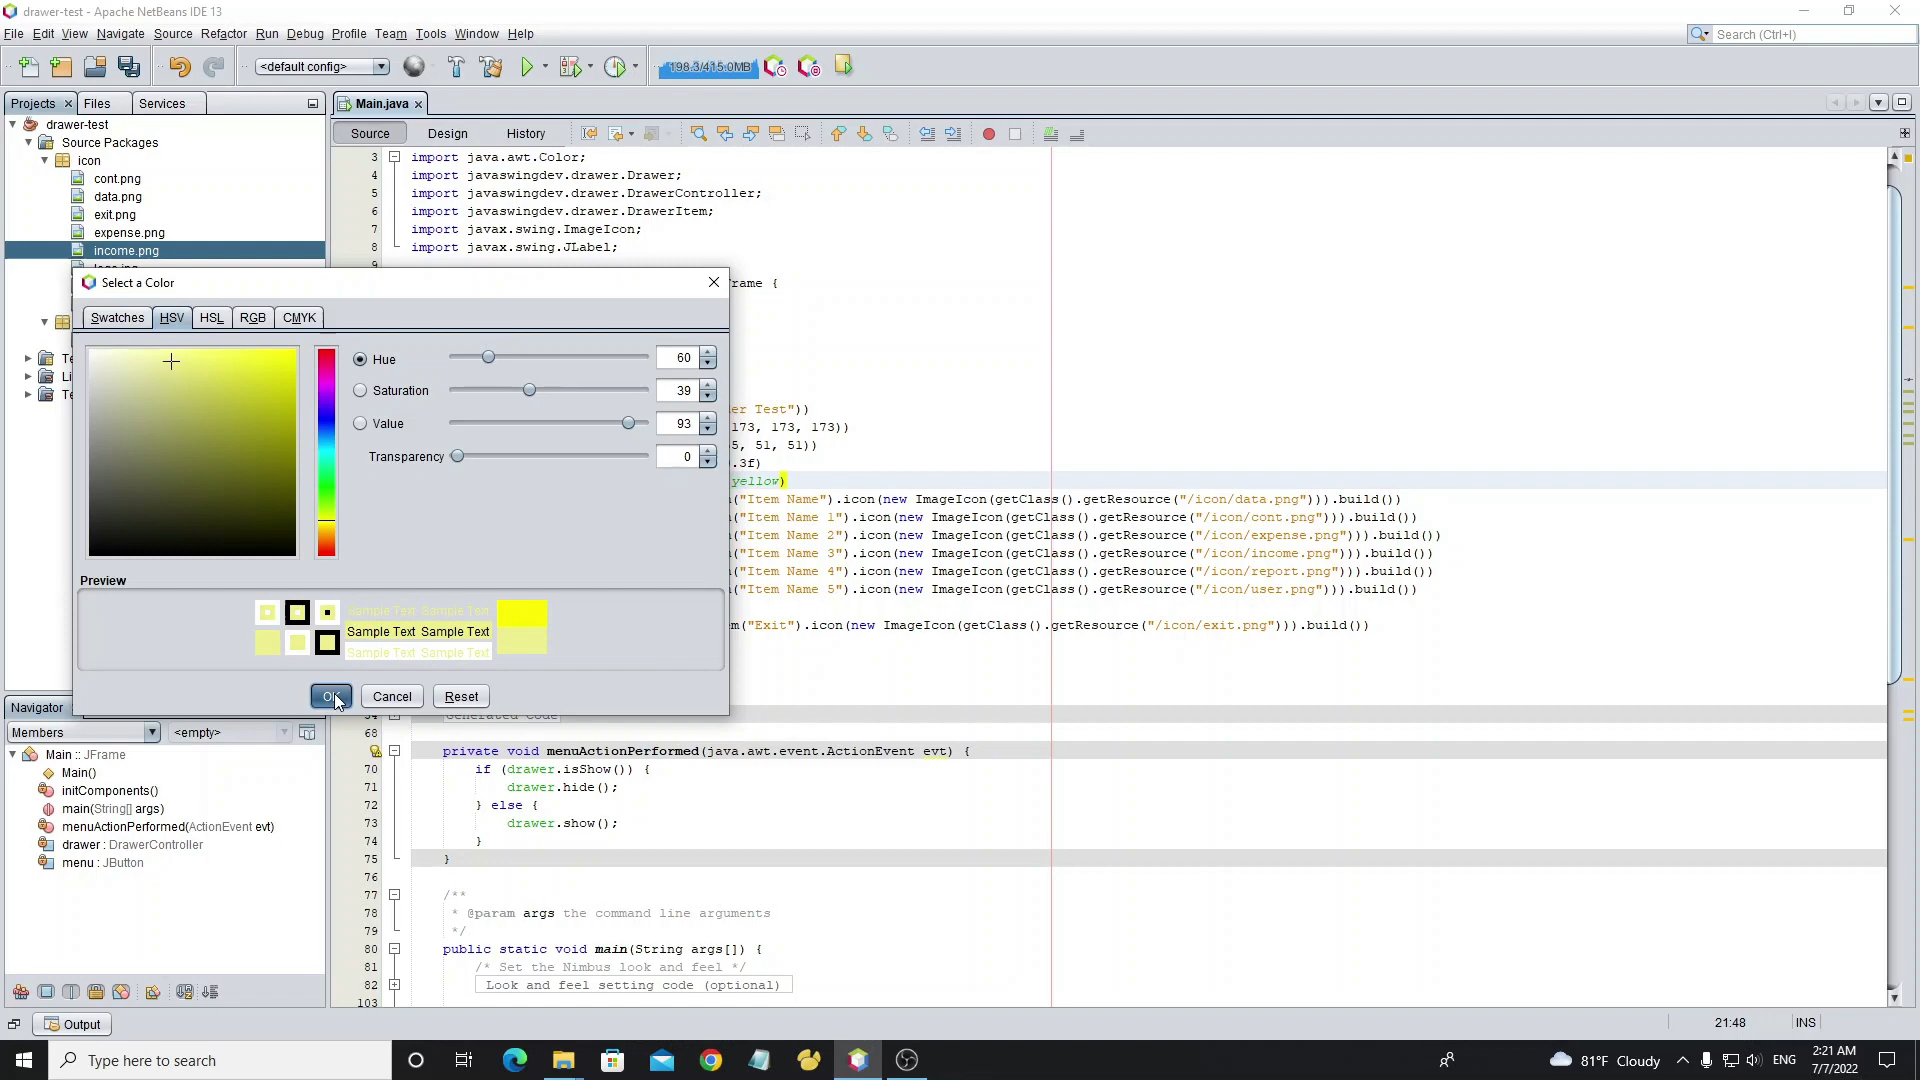 drawer-test - Apache NetBeans IDE 13
File Edit View Navigate Source Refactor Run Debug Profile Team Tools Window Help
Search (Ctrl+I)
<default config>
198.3/415.0MB
Projects Files Services
Main.java
Source Design History
drawer-test
Source Packages
icon
cont.png
data.png
exit.png
expense.png
income.png
3 import java.awt.Color;
4 import javaswingdev.drawer.Drawer;
5 import javaswingdev.drawer.DrawerController;
6 import javaswingdev.drawer.DrawerItem;
7 import javax.swing.ImageIcon;
8 import javax.swing.JLabel;
9
rame {
Select a Color
Swatches HSV HSL RGB CMYK
Hue 60
Saturation 39
Value 93
Transparency 0
Preview
Sample Text Sample Text
Sample Text Sample Text
Sample Text Sample Text
OK Cancel Reset
er Test"))
, 173, 173))
5, 51, 51))
.3f)
yellow)
("Item Name").icon(new ImageIcon(getClass().getResource("/icon/data.png"))).build())
("Item Name 1").icon(new ImageIcon(getClass().getResource("/icon/cont.png"))).build())
("Item Name 2").icon(new ImageIcon(getClass().getResource("/icon/expense.png"))).build())
("Item Name 3").icon(new ImageIcon(getClass().getResource("/icon/income.png"))).build())
("Item Name 4").icon(new ImageIcon(getClass().getResource("/icon/report.png"))).build())
("Item Name 5").icon(new ImageIcon(getClass().getResource("/icon/user.png"))).build())
m("Exit").icon(new ImageIcon(getClass().getResource("/icon/exit.png"))).build())
Generated Code
68
private void menuActionPerformed(java.awt.event.ActionEvent evt) {
70 if (drawer.isShow()) {
71 drawer.hide();
72 } else {
73 drawer.show();
74 }
75 }
76
77 /**
78 * @param args the command line arguments
79 */
80 public static void main(String args[]) {
81 /* Set the Nimbus look and feel */
82 Look and feel setting code (optional)
103
Navigator
Members <empty>
Main :: JFrame
Main()
initComponents()
main(String[] args)
menuActionPerformed(ActionEvent evt)
drawer : DrawerController
menu : JButton
Output
21:48 INS
Type here to search
81°F Cloudy
ENG
2:21 AM
7/7/2022